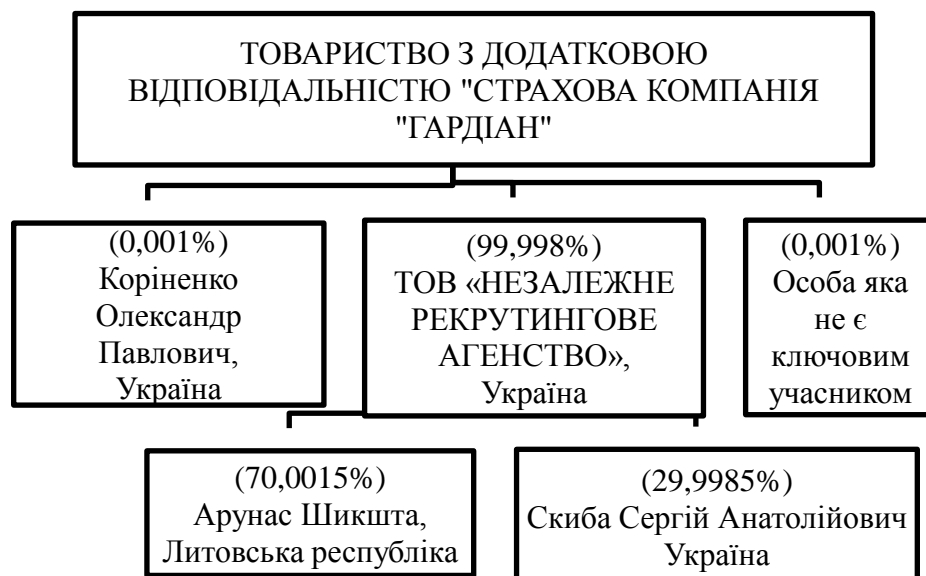 ТОВАРИСТВО З ДОДАТКОВОЮ
ВІДПОВІДАЛЬНІСТЮ "СТРАХОВА КОМПАНІЯ
"ГАРДІАН"
(0,001%)
Коріненко
Олександр
Павлович,
Україна
(99,998%)
ТОВ «НЕЗАЛЕЖНЕ
РЕКРУТИНГОВЕ
АГЕНСТВО»,
Україна
(0,001%)
Особа яка
не є
ключовим
учасником
(70,0015%)
Арунас Шикшта,
Литовська республіка
(29,9985%)
Скиба Сергій Анатолійович
Україна